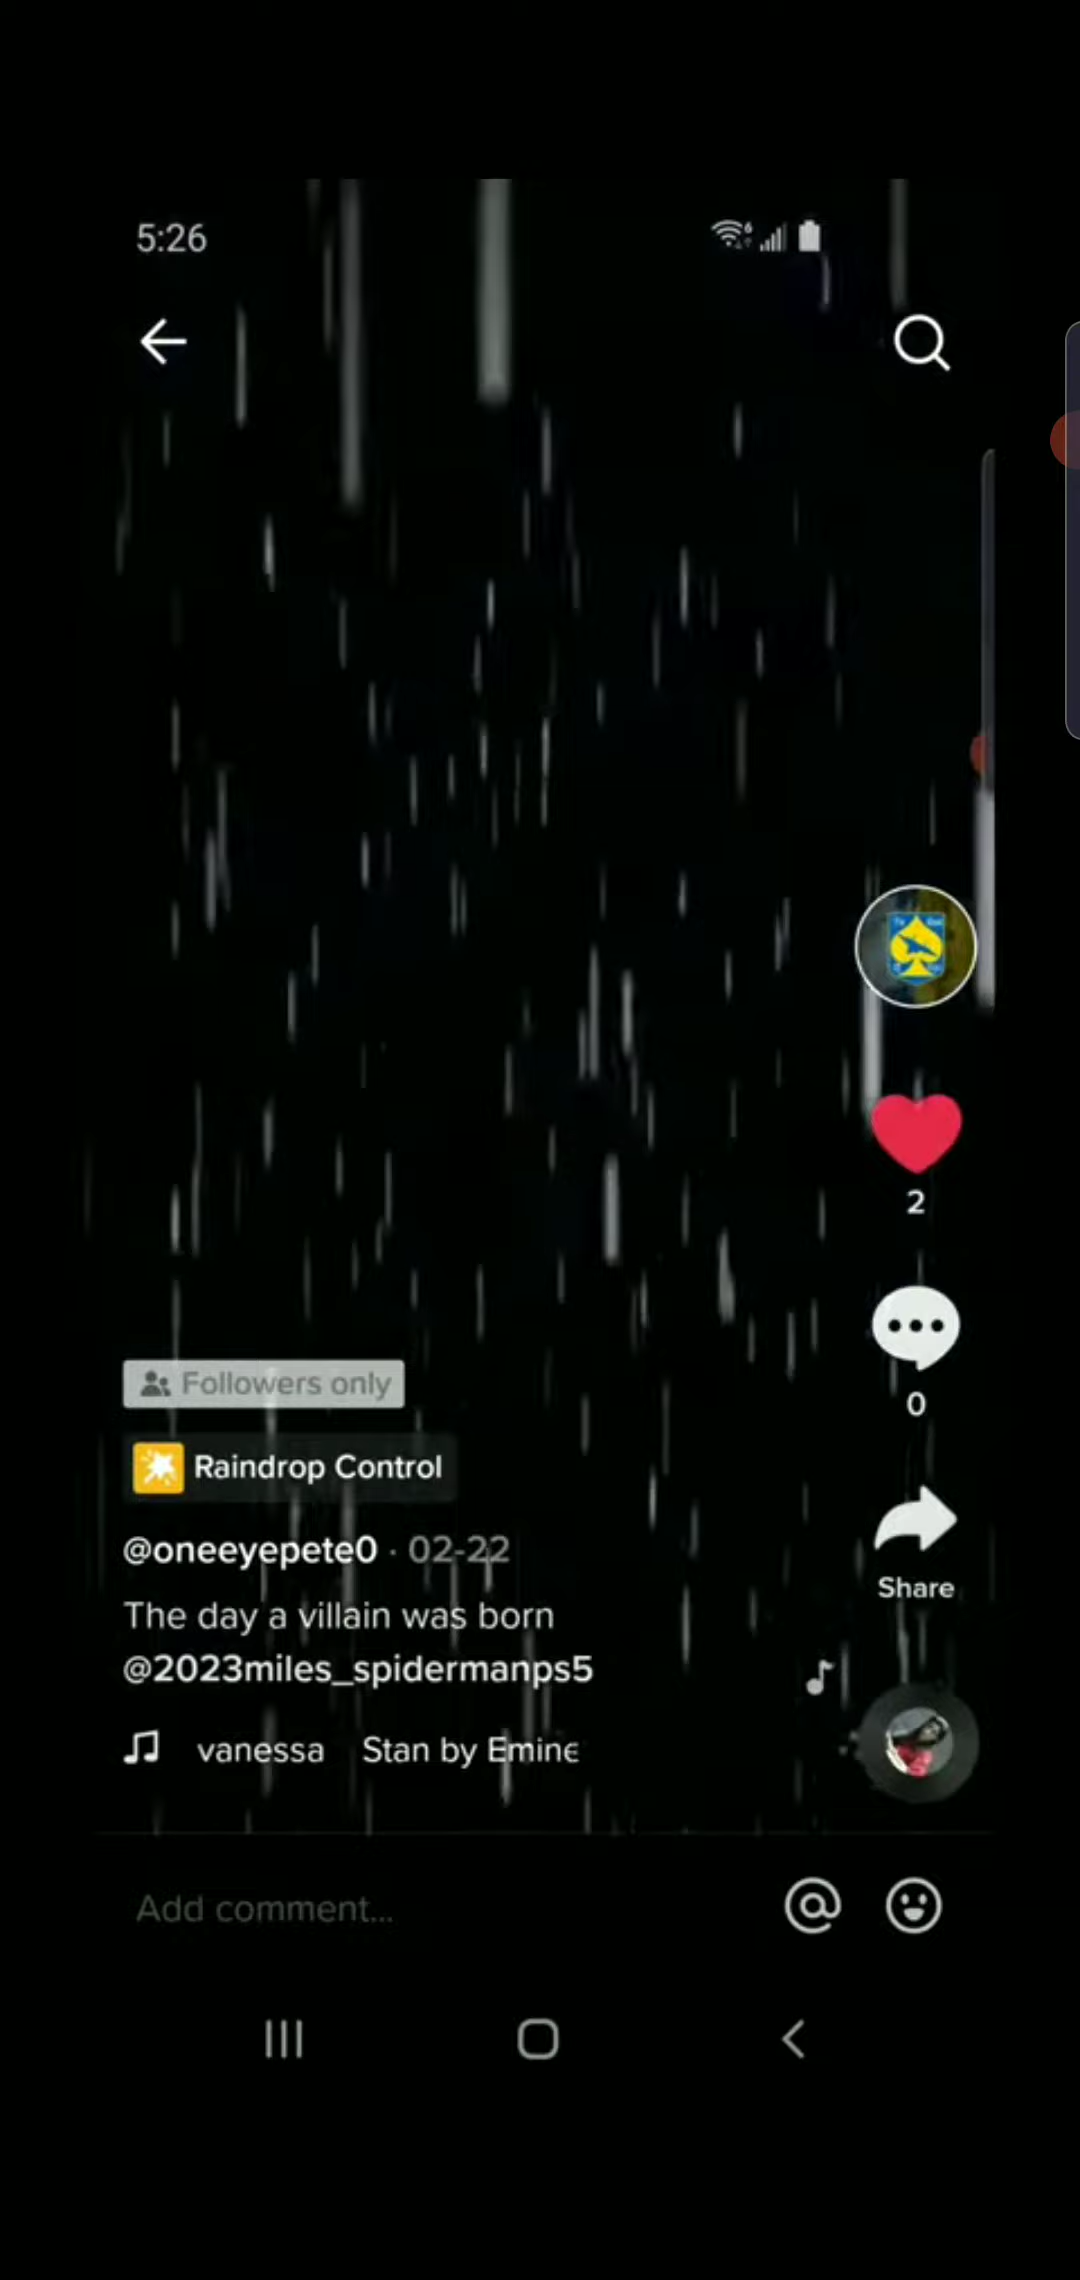 5:26
2
0
Followers only
Raindrop Control
@oneeyepete0 · 02-22
Share
The day a villain was born
@2023miles_spidermanps5
vanessa Stan by Emine
Add comment...